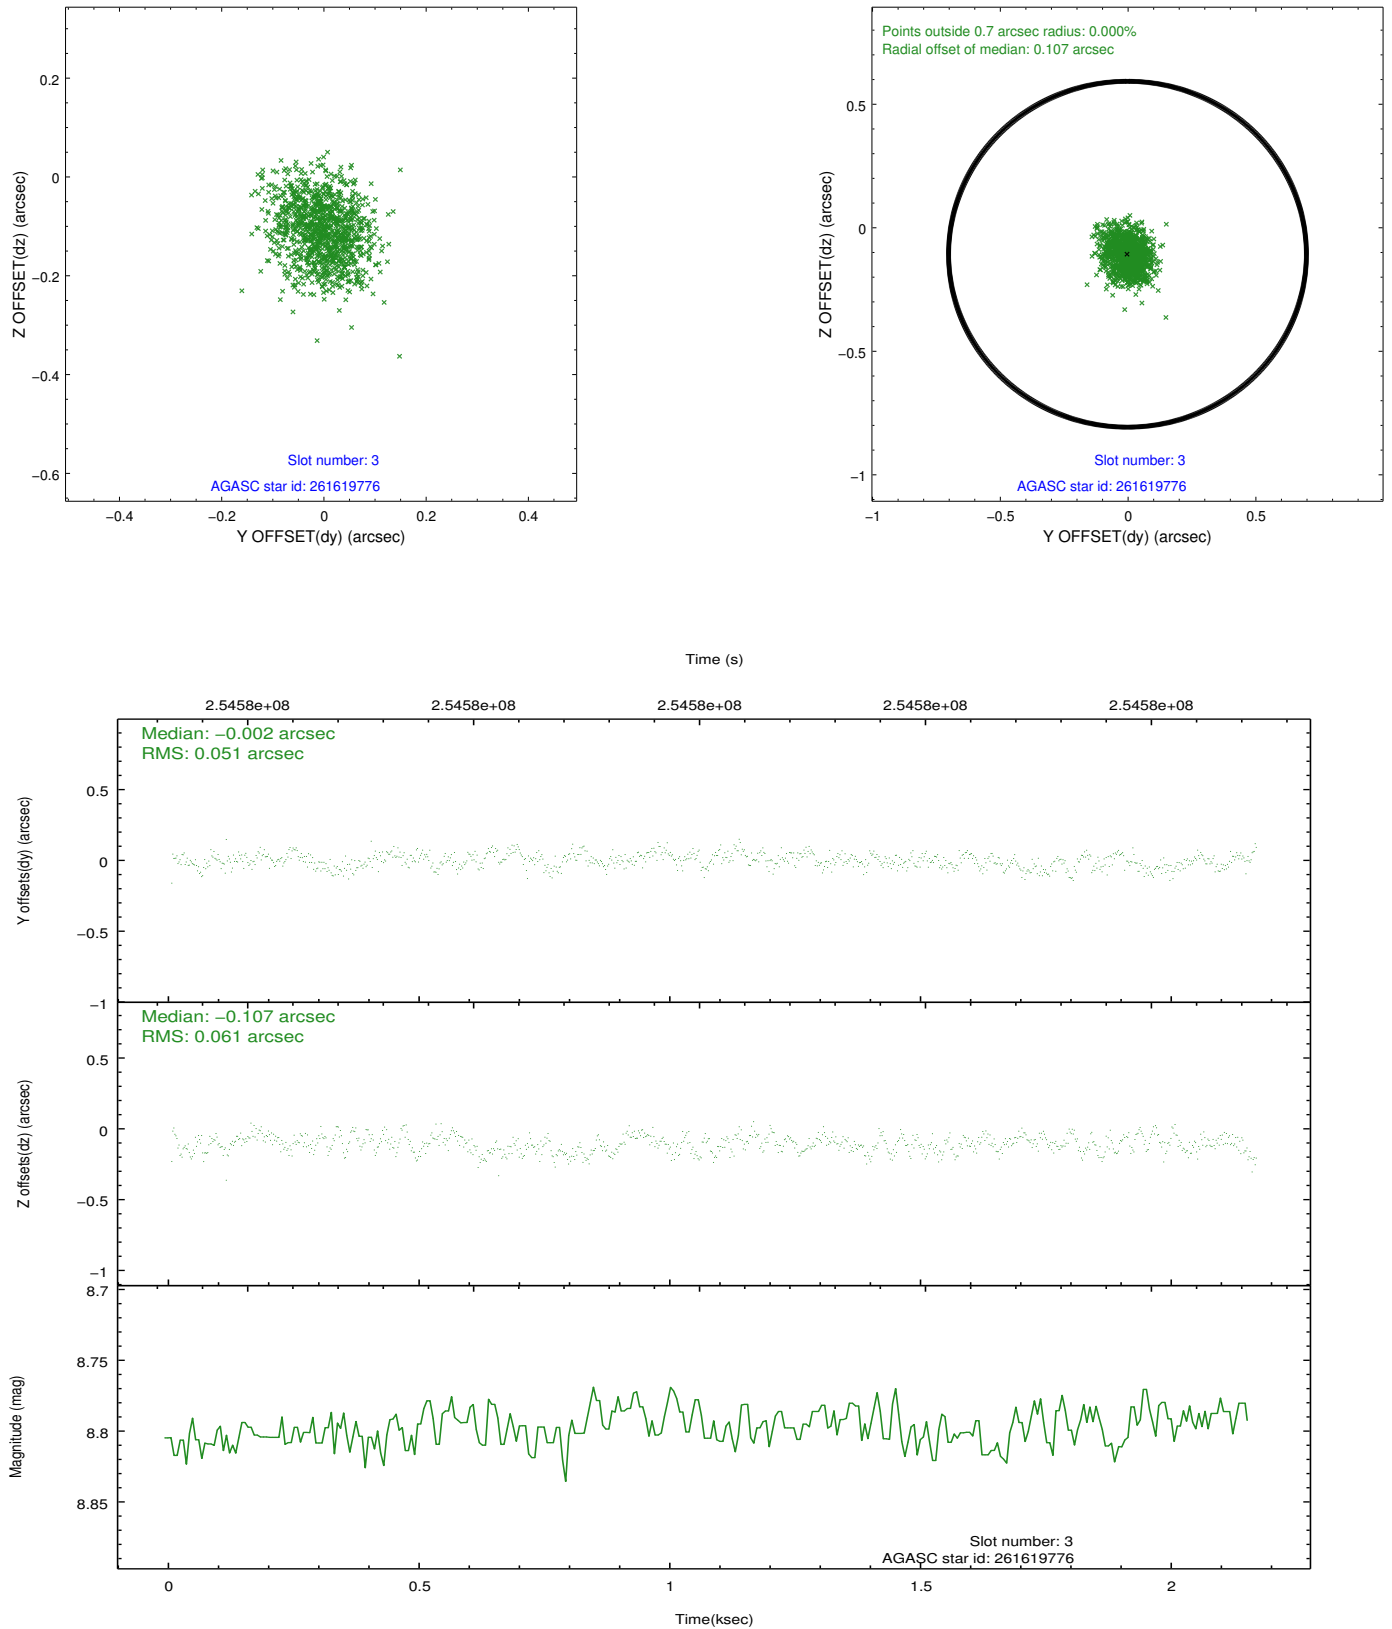 Z OFFSET(dz) (arcsec)
0.2
0
−0.2
−0.4
−0.6
Slot number: 3
AGASC star id: 261619776
−0.4 −0.2 0 0.2 0.4
Y OFFSET(dy) (arcsec)
Points outside 0.7 arcsec radius: 0.000%
Radial offset of median: 0.107 arcsec
Z OFFSET(dz) (arcsec)
0.5
0
−0.5
−1
Slot number: 3
AGASC star id: 261619776
−1 −0.5 0 0.5
Y OFFSET(dy) (arcsec)
Time (s)
2.5458e+08 2.5458e+08 2.5458e+08 2.5458e+08 2.5458e+08
Median: −0.002 arcsec
RMS: 0.051 arcsec
Y offsets(dy) (arcsec)
0.5
0
−0.5
−1
Median: −0.107 arcsec
RMS: 0.061 arcsec
Z offsets(dz) (arcsec)
0.5
0
−0.5
−1
Magnitude (mag)
8.7
8.75
8.8
8.85
Slot number: 3
AGASC star id: 261619776
0 0.5 1 1.5 2
Time(ksec)